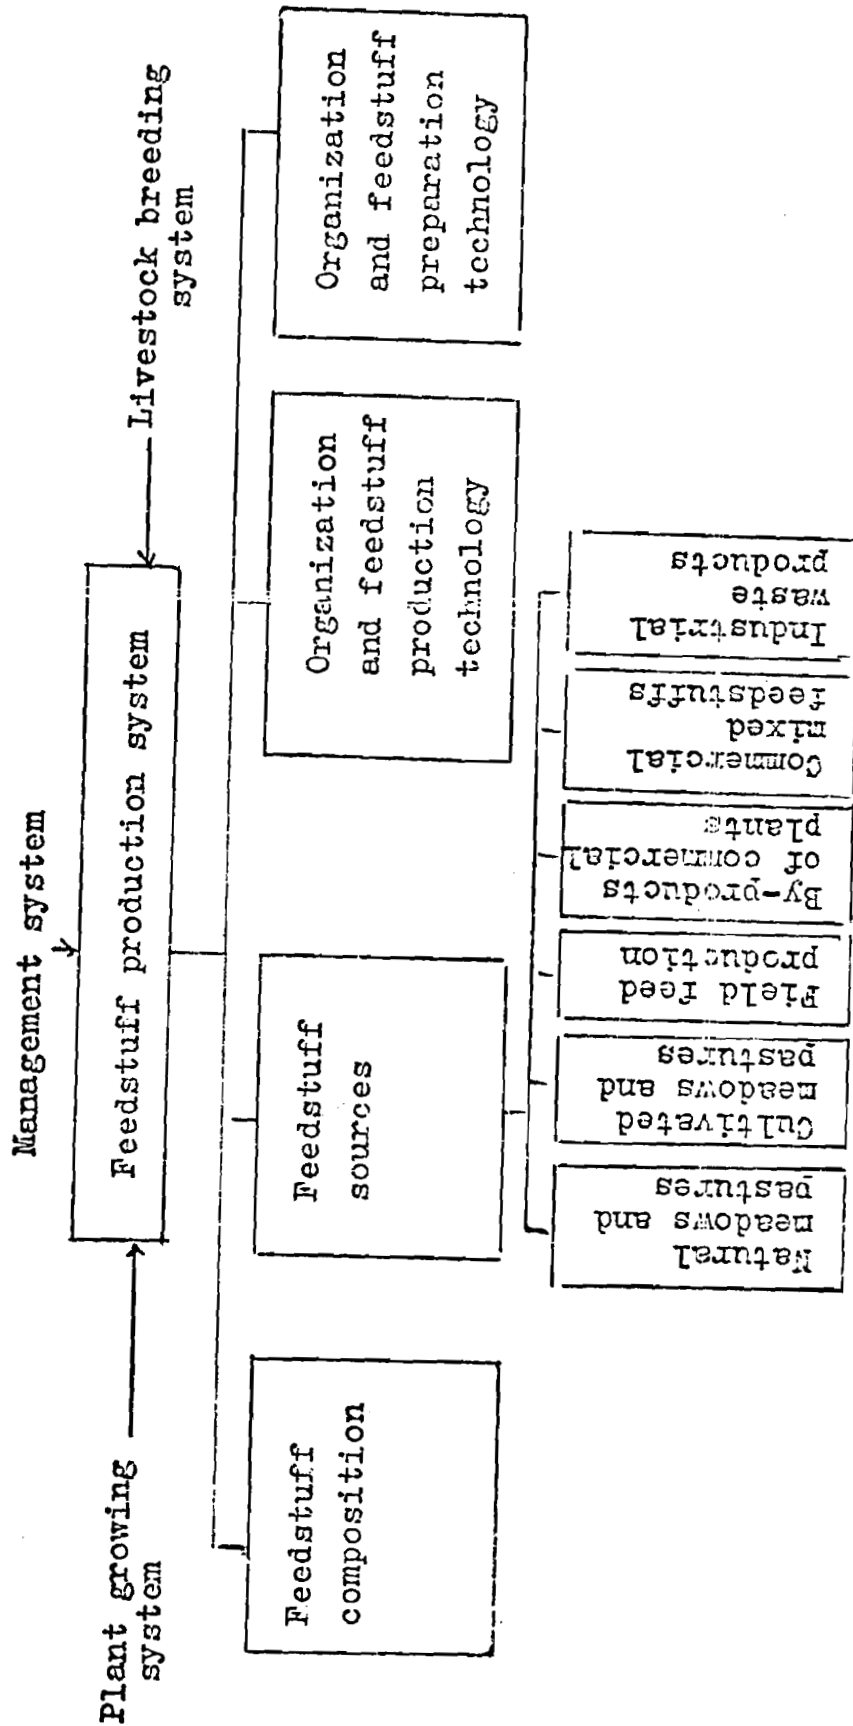 Management system
Plant growing
system
Feedstuff production system
Livestock breeding
system
Feedstuff
composition
Feedstuff
sources
Organization
and feedstuff
production
technology
Organization
and feedstuff
preparation
technology
Natural
meadows and
pastures
Cultivated
meadows and
pastures
Field feed
production
By-products
of commercial
plants
Commercial
mixed
feedstuffs
Industrial
waste
products